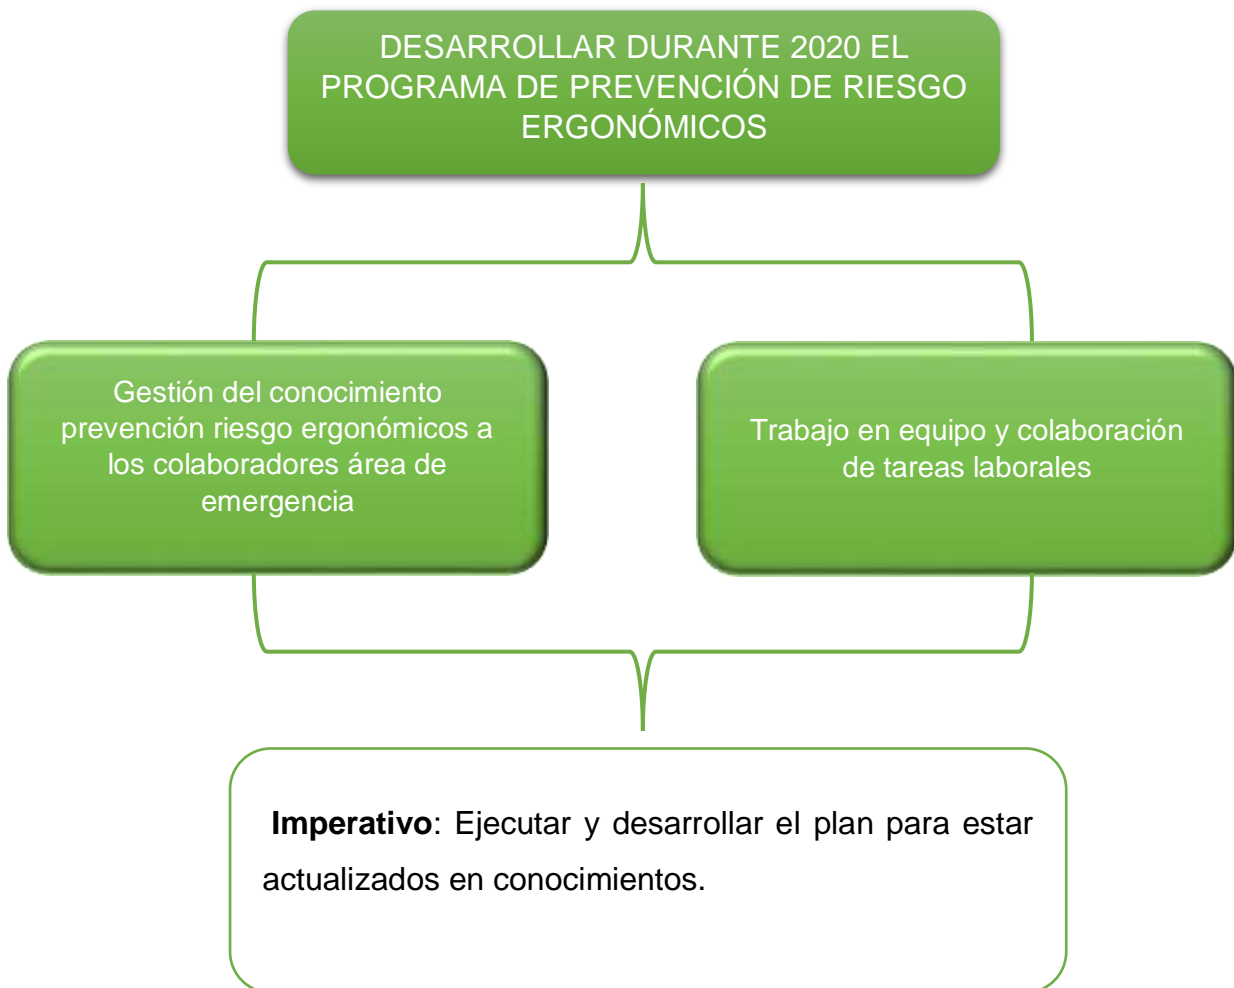 DESARROLLAR DURANTE 2020 EL
PROGRAMA DE PREVENCIÓN DE RIESGO
ERGONÓMICOS
Gestión del conocimiento
prevención riesgo ergonómicos a
los colaboradores área de
emergencia
Trabajo en equipo y colaboración
de tareas laborales
Imperativo: Ejecutar y desarrollar el plan para estar
actualizados en conocimientos.